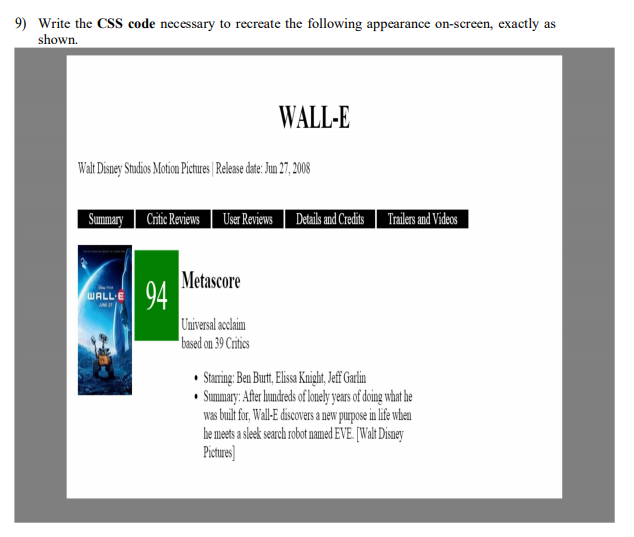 9) Write the CSS code necessary to recreate the following appearance on-screen, exactly as
shown.
WALL-E
Walt Disney Studios Motion Pictures | Release date: Jun 27, 2008
Summary Critic Reviews User Reviews Details and Credits Trailers and Videos
WALL·E
JUNE 27
94
Metascore
Universal acclaim
based on 39 Critics
• Starring: Ben Burtt, Elissa Knight, Jeff Garlin
• Summary: After hundreds of lonely years of doing what he
was built for, Wall-E discovers a new purpose in life when
he meets a sleek search robot named EVE. [Walt Disney
Pictures]